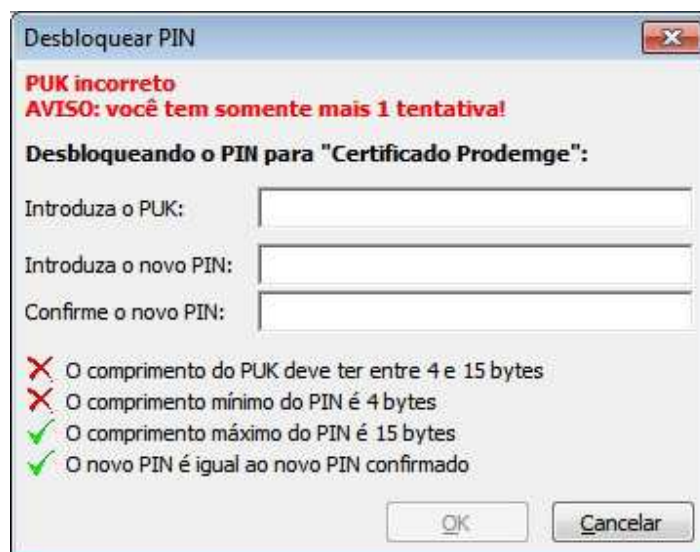 Desbloquear PIN
PUK incorreto
AVISO: você tem somente mais 1 tentativa!
Desbloqueando o PIN para "Certificado Prodemge":
Introduza o PUK:
Introduza o novo PIN:
Confirme o novo PIN:
O comprimento do PUK deve ter entre 4 e 15 bytes
O comprimento mínimo do PIN é 4 bytes
O comprimento máximo do PIN é 15 bytes
O novo PIN é igual ao novo PIN confirmado
OK Cancelar